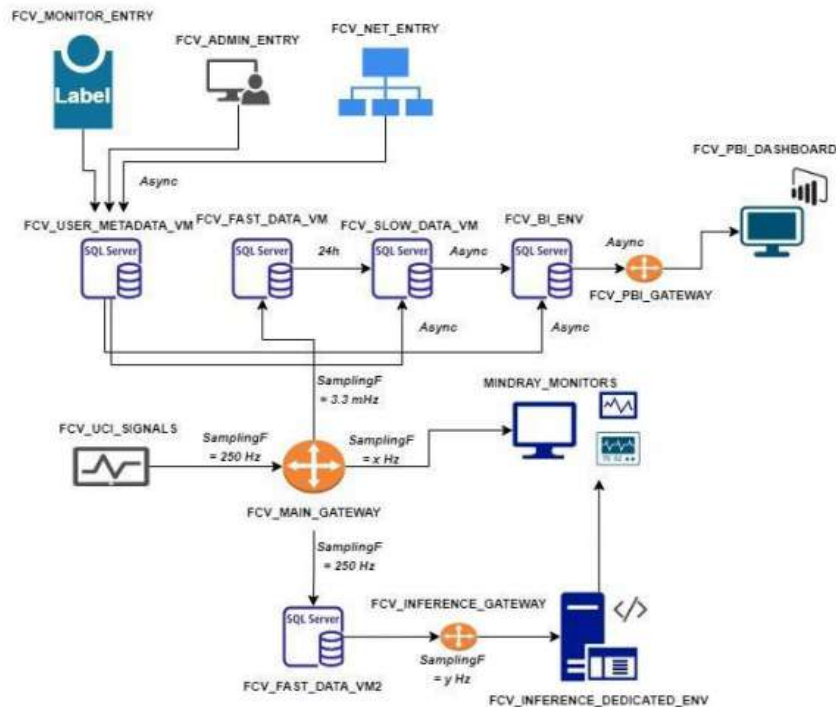 FCV_MONITOR_ENTRY
FCV_ADMIN_ENTRY
FCV_NET_ENTRY
Label
Async
FCV_PBI_DASHBOARD
FCV_USER_METADATA_VM
FCV_FAST_DATA_VM
FCV_SLOW_DATA_VM
FCV_BI_ENV
SQL Server
SQL Server
SQL Server
SQL Server
24h
Async
Async
FCV_PBI_GATEWAY
Async
Async
SamplingF
= 3.3 mHz
MINDRAY_MONITORS
FCV_UCI_SIGNALS
SamplingF
= 250 Hz
SamplingF
= x Hz
FCV_MAIN_GATEWAY
SamplingF
= 250 Hz
FCV_INFERENCE_GATEWAY
SQL Server
SamplingF
= y Hz
FCV_FAST_DATA_VM2
FCV_INFERENCE_DEDICATED_ENV